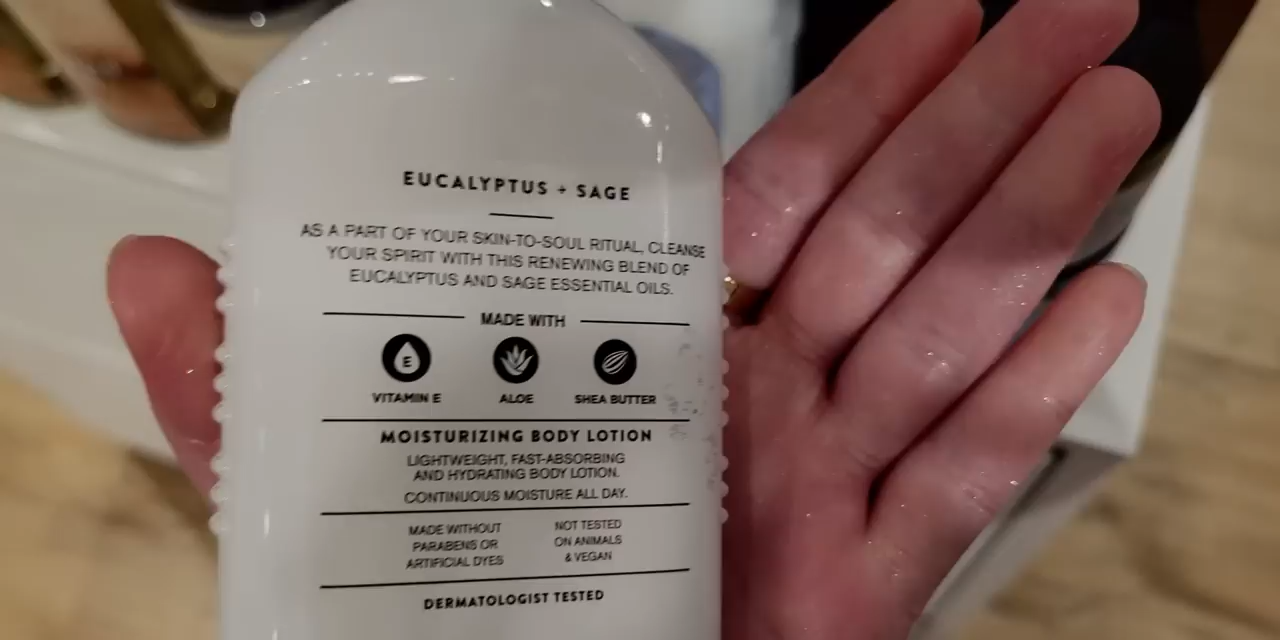 EUCALYPTUS + SAGE
AS A PART OF YOUR SKIN-TO-SOUL RITUAL, CLEANSE
YOUR SPIRIT WITH THIS RENEWING BLEND OF
EUCALYPTUS AND SAGE ESSENTIAL OILS.
MADE WITH
E
VITAMIN E ALOE SHEA BUTTER
MOISTURIZING BODY LOTION
LIGHTWEIGHT, FAST-ABSORBING
AND HYDRATING BODY LOTION.
CONTINUOUS MOISTURE ALL DAY.
MADE WITHOUT
PARABENS OR
ARTIFICIAL DYES
NOT TESTED
ON ANIMALS
& VEGAN
DERMATOLOGIST TESTED